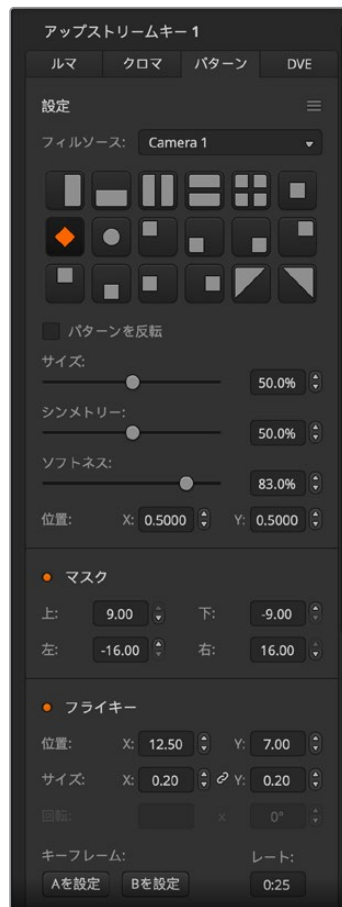 アップストリームキー 1
ルマ クロマ パターン DVE
設定
フィルソース: Camera 1
パターンを反転
サイズ:
50.0%
シンメトリー:
50.0%
ソフトネス:
83.0%
位置: X: 0.5000 Y: 0.5000
マスク
上: 9.00 下: -9.00
左: -16.00 右: 16.00
フライキー
位置: X: 12.50 Y: 7.00
サイズ: X: 0.20 Y: 0.20
回転: x 0°
キーフレーム: レート:
Aを設定 Bを設定 0:25